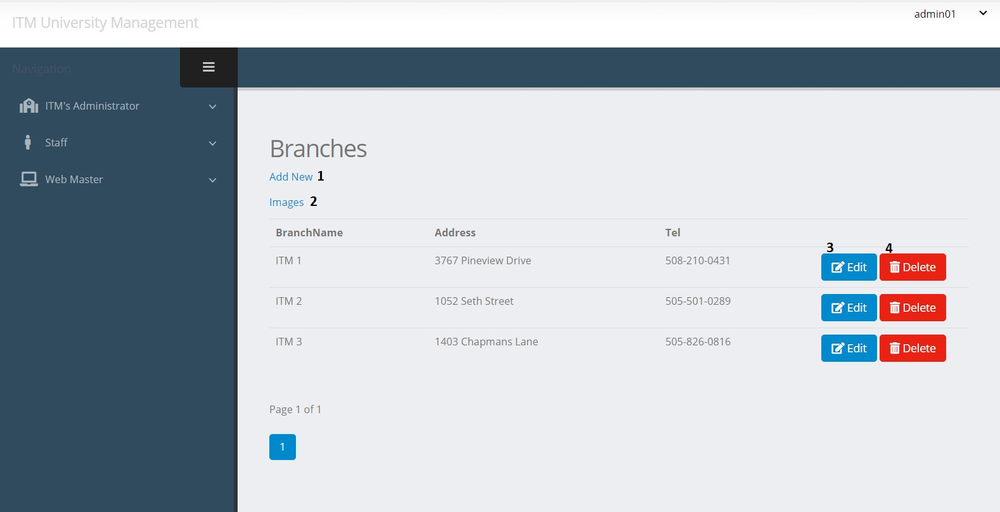 ITM University Management
admin01
Navigation
ITM's Administrator
Staff
Web Master
Branches
Add New 1
Images 2
BranchName Address Tel
3 4
ITM 1 3767 Pineview Drive 508-210-0431 Edit Delete
ITM 2 1052 Seth Street 505-501-0289 Edit Delete
ITM 3 1403 Chapmans Lane 505-826-0816 Edit Delete
Page 1 of 1
1